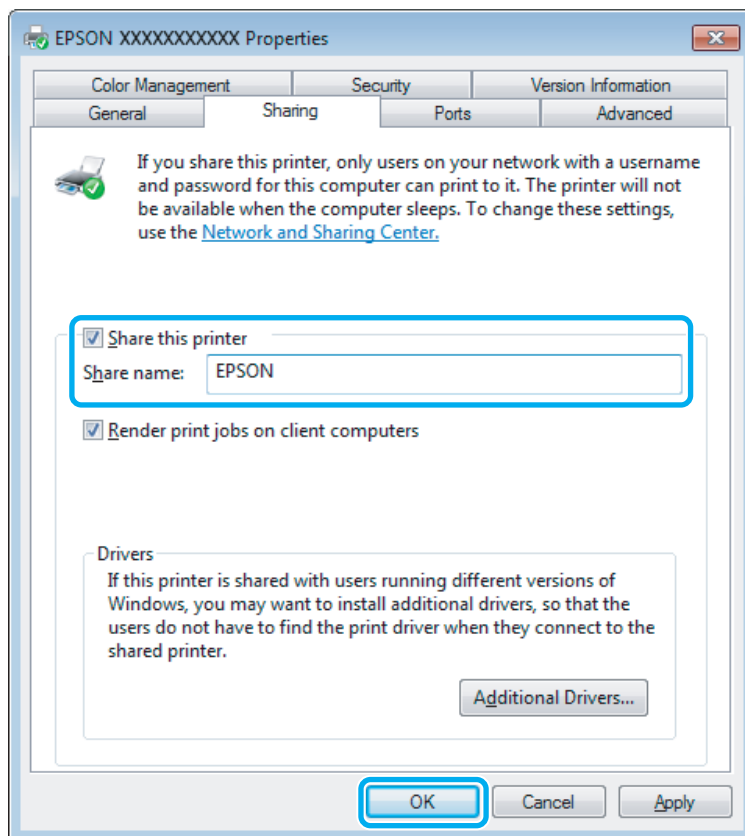 EPSON XXXXXXXXXXX Properties
Color Management Security Version Information
General Sharing Ports Advanced
If you share this printer, only users on your network with a username
and password for this computer can print to it. The printer will not
be available when the computer sleeps. To change these settings,
use the Network and Sharing Center.
Share this printer
Share name: EPSON
Render print jobs on client computers
Drivers
If this printer is shared with users running different versions of
Windows, you may want to install additional drivers, so that the
users do not have to find the print driver when they connect to the
shared printer.
Additional Drivers...
OK Cancel Apply